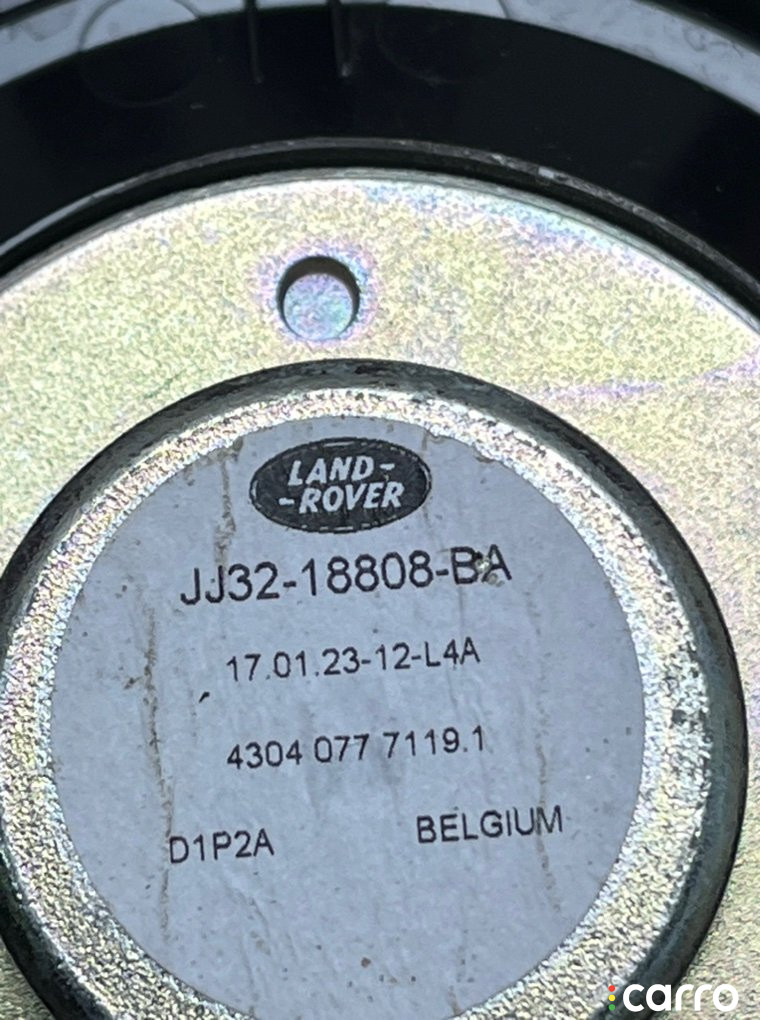 LAND-
-ROVER
JJ32-18808-BA
17.01.23-12-L4A
4304 077 7119.1
D1P2A BELGIUM
carro